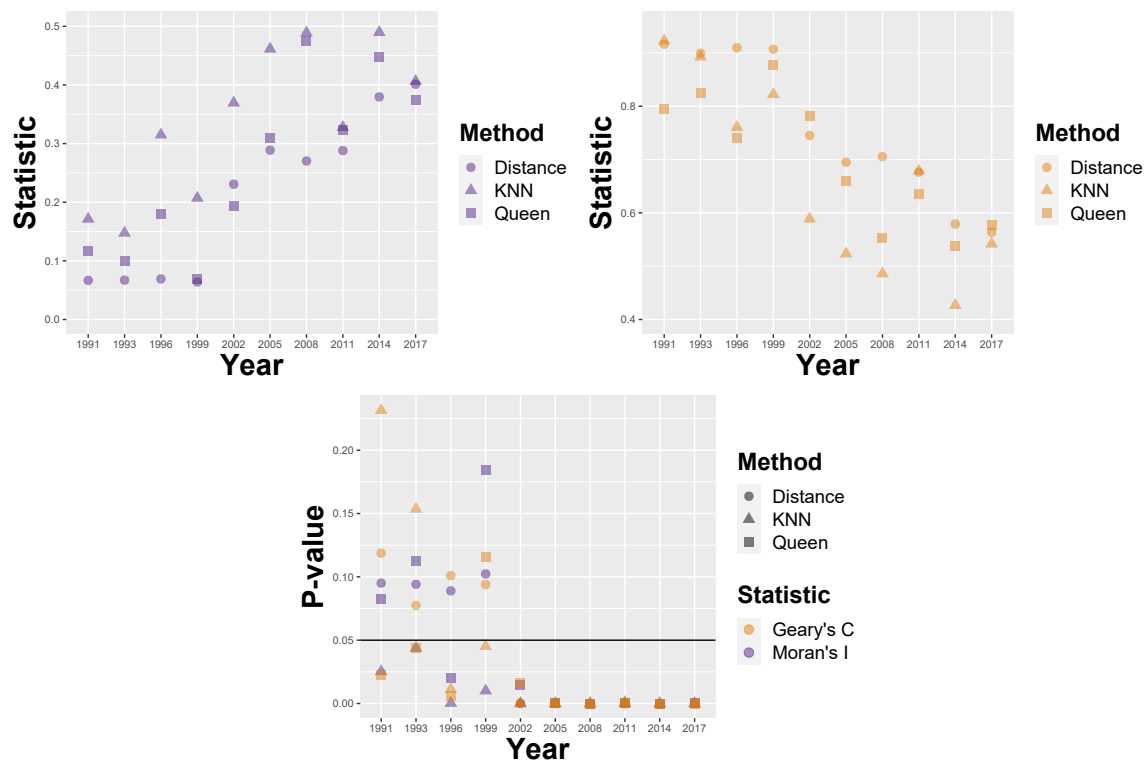 0.5
0.4
0.3
0.2
0.1
0.0
Statistic
1991 1993 1996 1999 2002 2005 2008 2011 2014 2017
Year
Method
Distance
KNN
Queen
0.8
0.6
0.4
Statistic
1991 1993 1996 1999 2002 2005 2008 2011 2014 2017
Year
Method
Distance
KNN
Queen
0.20
0.15
0.10
0.05
0.00
P-value
1991 1993 1996 1999 2002 2005 2008 2011 2014 2017
Year
Method
Distance
KNN
Queen
Statistic
Geary's C
Moran's I